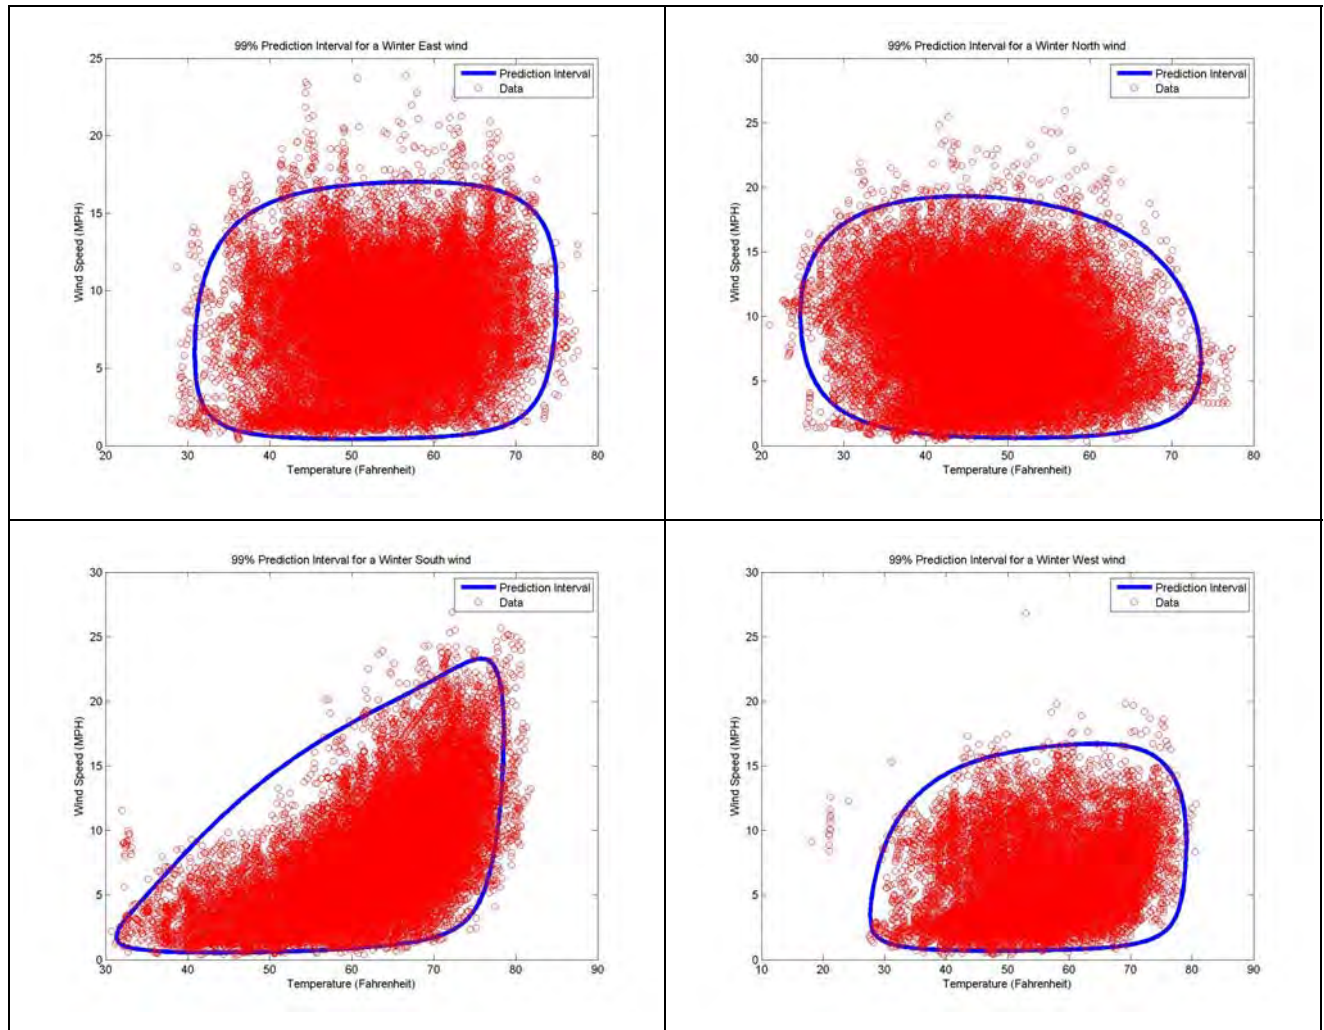 99% Prediction Interval for a Winter East wind
25
20
15
10
5
0
Wind Speed (MPH)
Prediction Interval
Data
20 30 40 50 60 70 80
Temperature (Fahrenheit)
99% Prediction Interval for a Winter North wind
30
25
20
15
10
5
0
Wind Speed (MPH)
Prediction Interval
Data
20 30 40 50 60 70 80
Temperature (Fahrenheit)
99% Prediction Interval for a Winter South wind
30
25
20
15
10
5
0
Wind Speed (MPH)
Prediction Interval
Data
30 40 50 60 70 80 90
Temperature (Fahrenheit)
99% Prediction Interval for a Winter West wind
30
25
20
15
10
5
0
Wind Speed (MPH)
Prediction Interval
Data
10 20 30 40 50 60 70 80 90
Temperature (Fahrenheit)